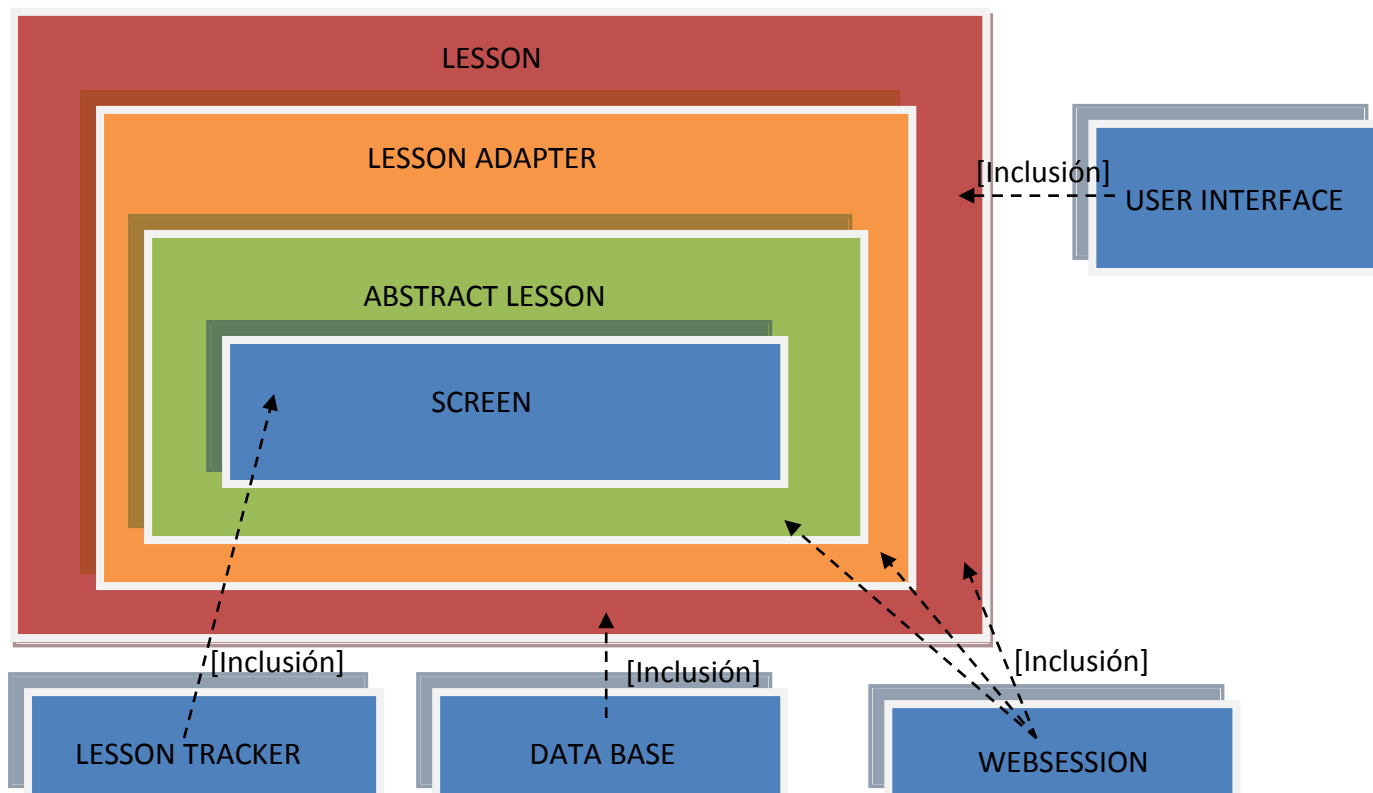 LESSON
LESSON ADAPTER
[Inclusión]
USER INTERFACE
ABSTRACT LESSON
SCREEN
[Inclusión]
[Inclusión]
[Inclusión]
LESSON TRACKER
DATA BASE
WEBSESSION